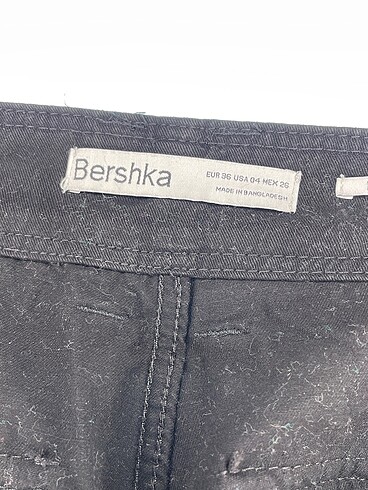 Bershka
EUR 36 USA 04 MEX 26
MADE IN BANGLADESH